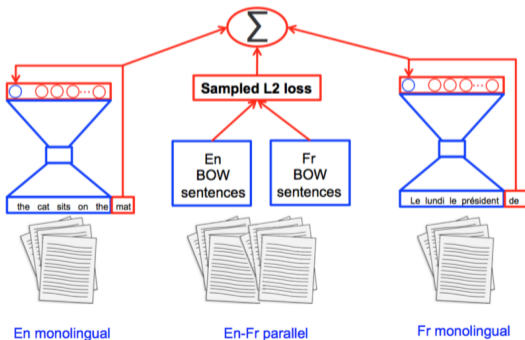 Σ
Sampled L2 loss
En
BOW
sentences
Fr
BOW
sentences
the cat sits on the mat
Le lundi le président de
En monolingual
En-Fr parallel
Fr monolingual